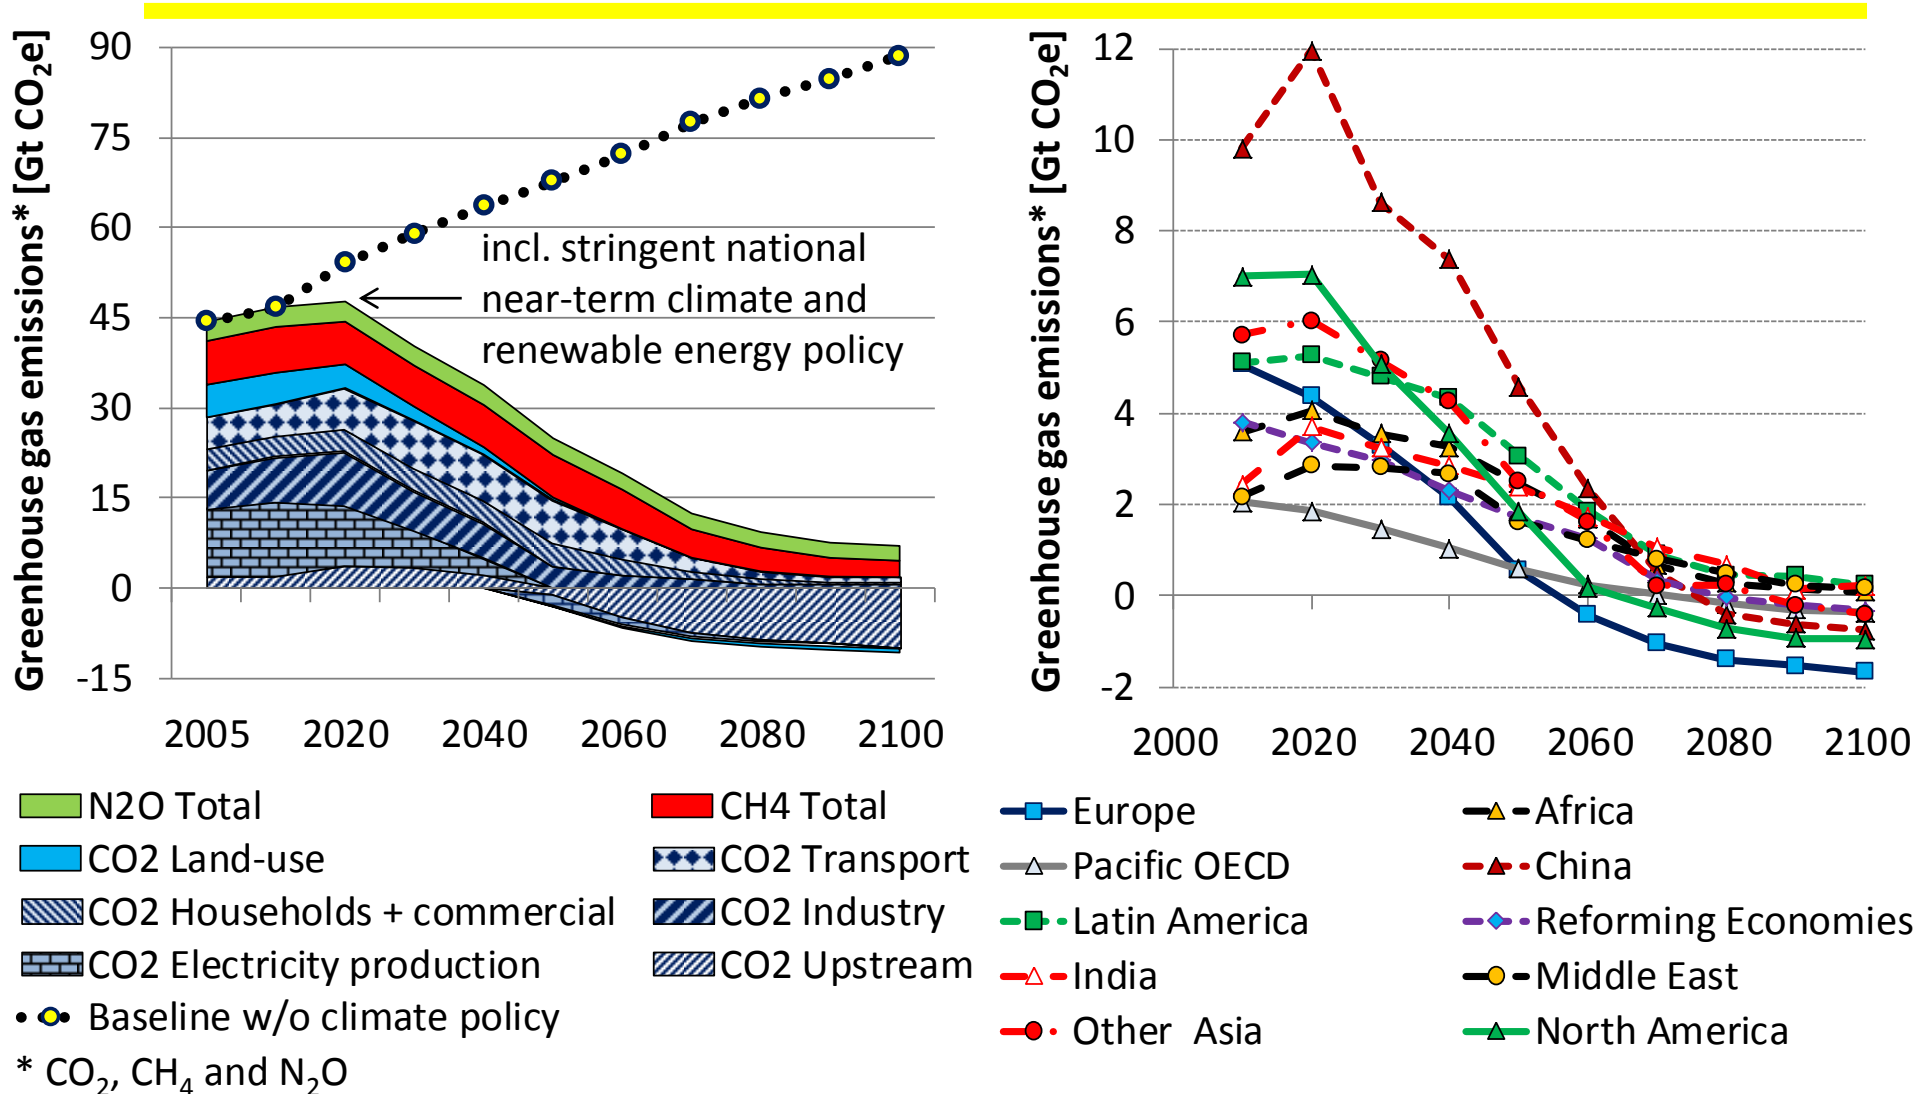 Greenhouse gas emissions* [Gt CO₂e]
90
75
60
45
30
15
0
-15
incl. stringent national
near-term climate and
renewable energy policy
2005 2020 2040 2060 2080 2100
N2O Total
CH4 Total
CO2 Land-use
CO2 Transport
CO2 Households + commercial
CO2 Industry
CO2 Electricity production
CO2 Upstream
Baseline w/o climate policy
* CO₂, CH₄ and N₂O
Greenhouse gas emissions* [Gt CO₂e]
12
10
8
6
4
2
0
-2
2000 2020 2040 2060 2080 2100
Europe
Africa
Pacific OECD
China
Latin America
Reforming Economies
India
Middle East
Other Asia
North America